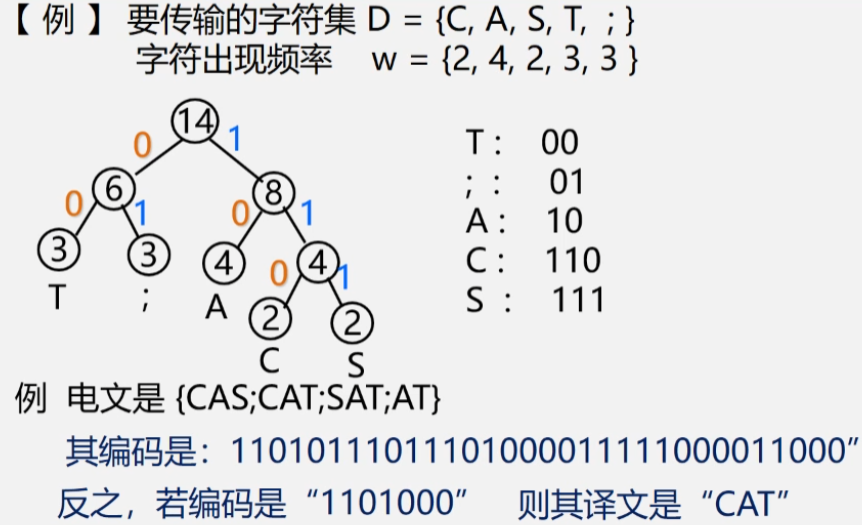 【 例 】 要传输的字符集 D = {C, A, S, T, ; }
字符出现频率 w = {2, 4, 2, 3, 3 }
14
0 1
6 8
0 1 0 1
3 3 4 4
T ; A 0 1
2 2
C S
T : 00
; : 01
A : 10
C : 110
S : 111
例 电文是 {CAS;CAT;SAT;AT}
其编码是：11010111011101000011111000011000”
反之，若编码是“1101000” 则其译文是“CAT”